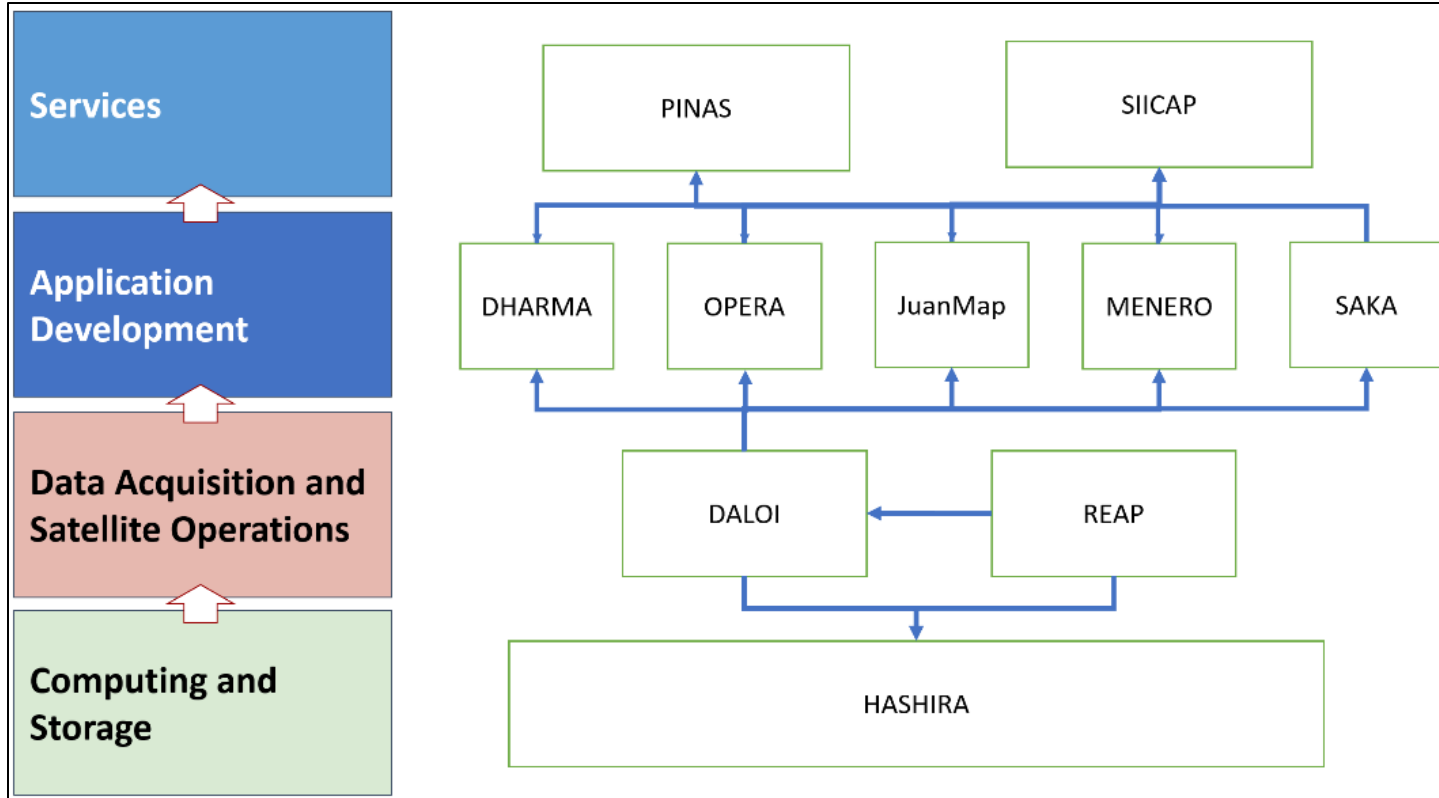 Services
PINAS
SIICAP
Application
Development
DHARMA
OPERA
JuanMap
MENERO
SAKA
Data Acquisition and
Satellite Operations
DALOI
REAP
Computing and
Storage
HASHIRA